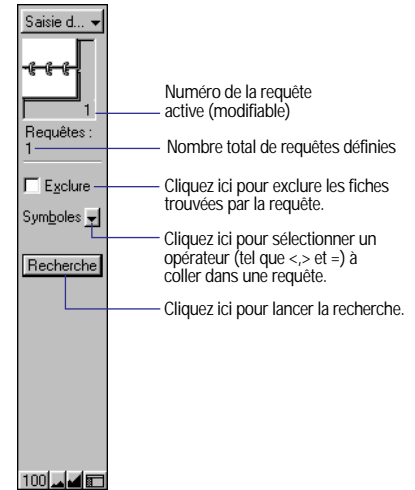 Saisie d...
1
Numéro de la requête
active (modifiable)
Requêtes :
1
Nombre total de requêtes définies
Exclure
Cliquez ici pour exclure les fiches
trouvées par la requête.
Symboles
Cliquez ici pour sélectionner un
opérateur (tel que <,> et =) à
coller dans une requête.
Recherche
Cliquez ici pour lancer la recherche.
100